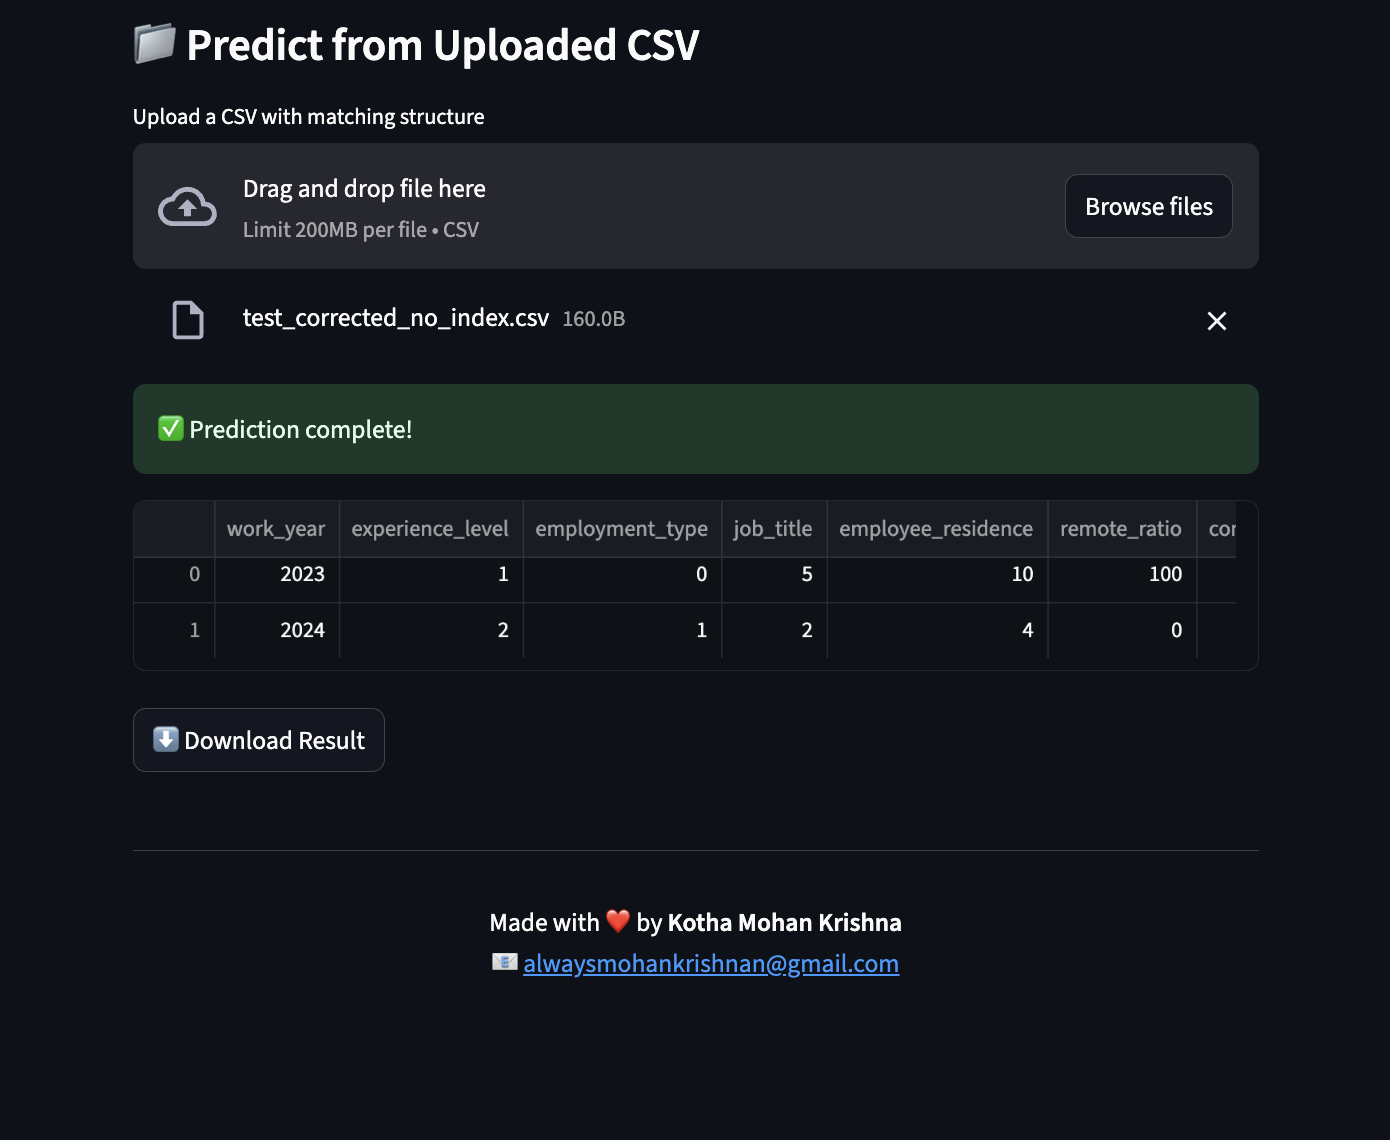 Predict from Uploaded CSV
Upload a CSV with matching structure
Drag and drop file here
Limit 200MB per file • CSV
Browse files
test_corrected_no_index.csv 160.0B
Prediction complete!
work_year experience_level employment_type job_title employee_residence remote_ratio
0 2023 1 0 5 10 100
1 2024 2 1 2 4 0
Download Result
Made with ❤️ by Kotha Mohan Krishna
alwaysmohankrishnan@gmail.com